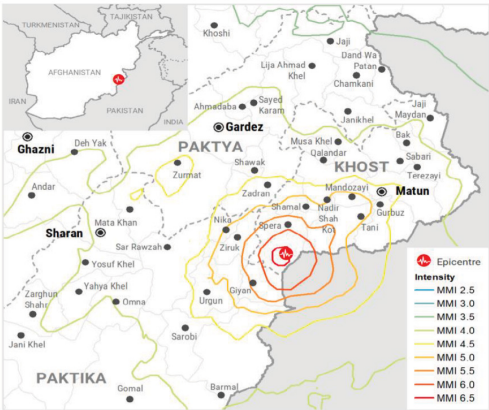 TURKMENISTAN
TAJIKISTAN
AFGHANISTAN
IRAN
PAKISTAN
INDIA
Khoshi
Jaji
Dand Wa
Patan
Lija Ahmad
Khel
Chamkani
Ahmadaba
Sayed
Karam
Janikhel
Jaji
Maydan
Gardez
Ghazni
Deh Yak
PAKTYA
Musa Khel
Qalandar
Bak
Sabari
KHOST
Terezayi
Shawak
Zurmat
Andar
Zadran
Mandozayi
Matun
Shamal
Nadir
Shah
Kot
Gurbuz
Tani
Mata Khan
Nika
Spera
Sharan
Sar Rawzah
Ziruk
Yosuf Khel
Giyan
Zarghun
Shahr
Yahya Khel
Omna
Urgun
Jani Khel
Sarobi
PAKTIKA
Gomal
Barmal
Epicentre
Intensity
MMI 2.5
MMI 3.0
MMI 3.5
MMI 4.0
MMI 4.5
MMI 5.0
MMI 5.5
MMI 6.0
MMI 6.5